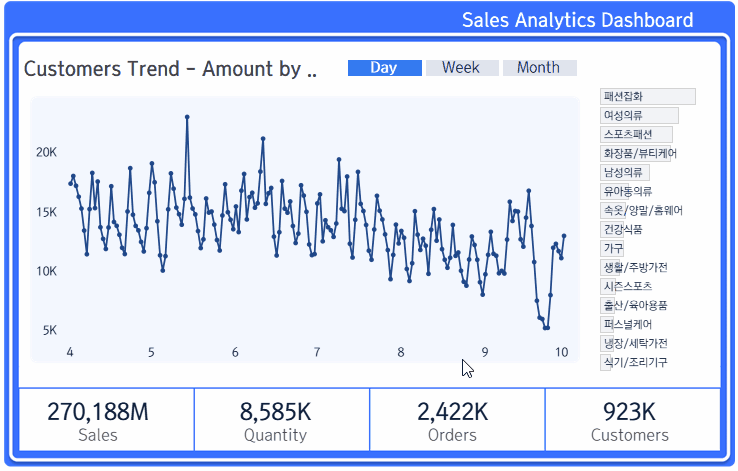 Sales Analytics Dashboard
Customers Trend - Amount by ..
Day
Week
Month
20K
15K
10K
5K
4
5
6
7
8
9
10
패션잡화
여성의류
스포츠패션
화장품/뷰티케어
남성의류
유아동의류
속옷/양말/홈웨어
건강식품
가구
생활/주방가전
시즌스포츠
출산/육아용품
퍼스널케어
냉장/세탁가전
식기/조리기구
270,188M
Sales
8,585K
Quantity
2,422K
Orders
923K
Customers